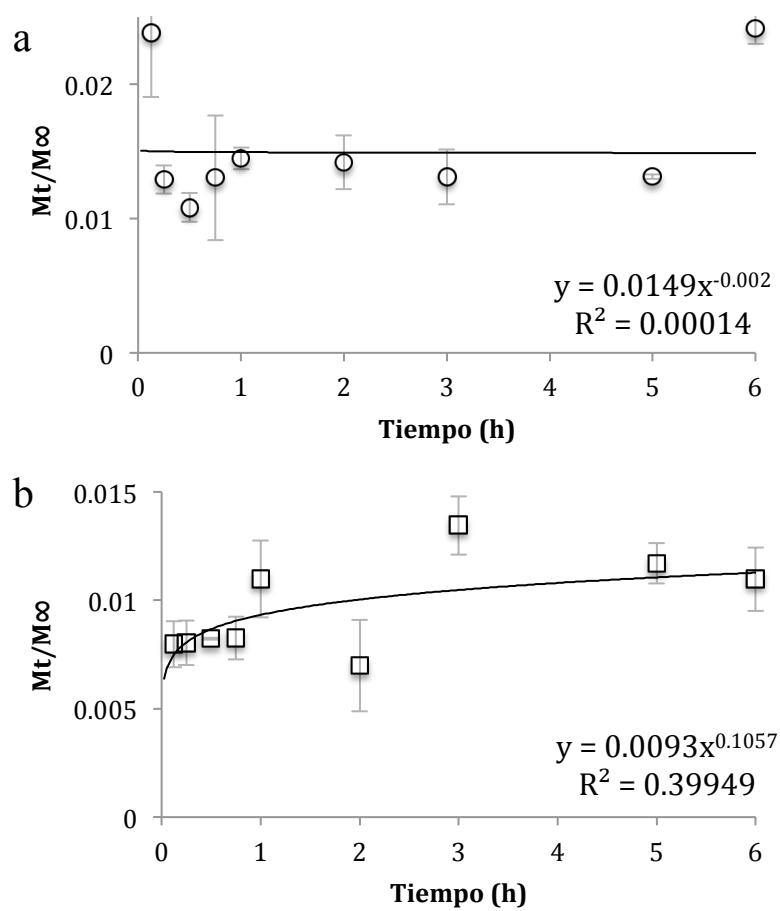 a
0.02
0.01
0
Mt/M∞
0 1 2 3 4 5 6
Tiempo (h)
y = 0.0149x^-0.002
R² = 0.00014
b
0.015
0.01
0.005
0
Mt/M∞
0 1 2 3 4 5 6
Tiempo (h)
y = 0.0093x^0.1057
R² = 0.39949